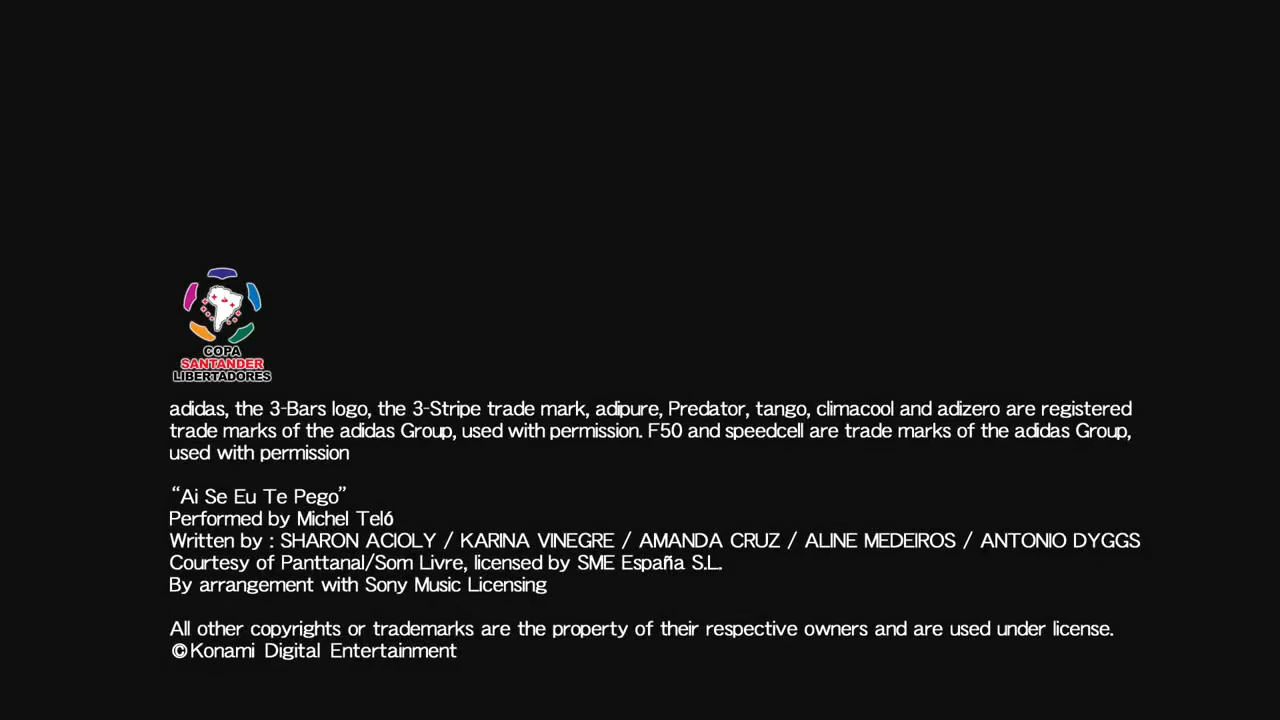 COPA
SANTANDER
LIBERTADORES
adidas, the 3-Bars logo, the 3-Stripe trade mark, adipure, Predator, tango, climacool and adizero are registered
trade marks of the adidas Group, used with permission. F50 and speedcell are trade marks of the adidas Group,
used with permission
“Ai Se Eu Te Pego”
Performed by Michel Teló
Written by : SHARON ACIOLY / KARINA VINEGRE / AMANDA CRUZ / ALINE MEDEIROS / ANTONIO DYGGS
Courtesy of Panttanal/Som Livre, licensed by SME España S.L.
By arrangement with Sony Music Licensing
All other copyrights or trademarks are the property of their respective owners and are used under license.
©Konami Digital Entertainment